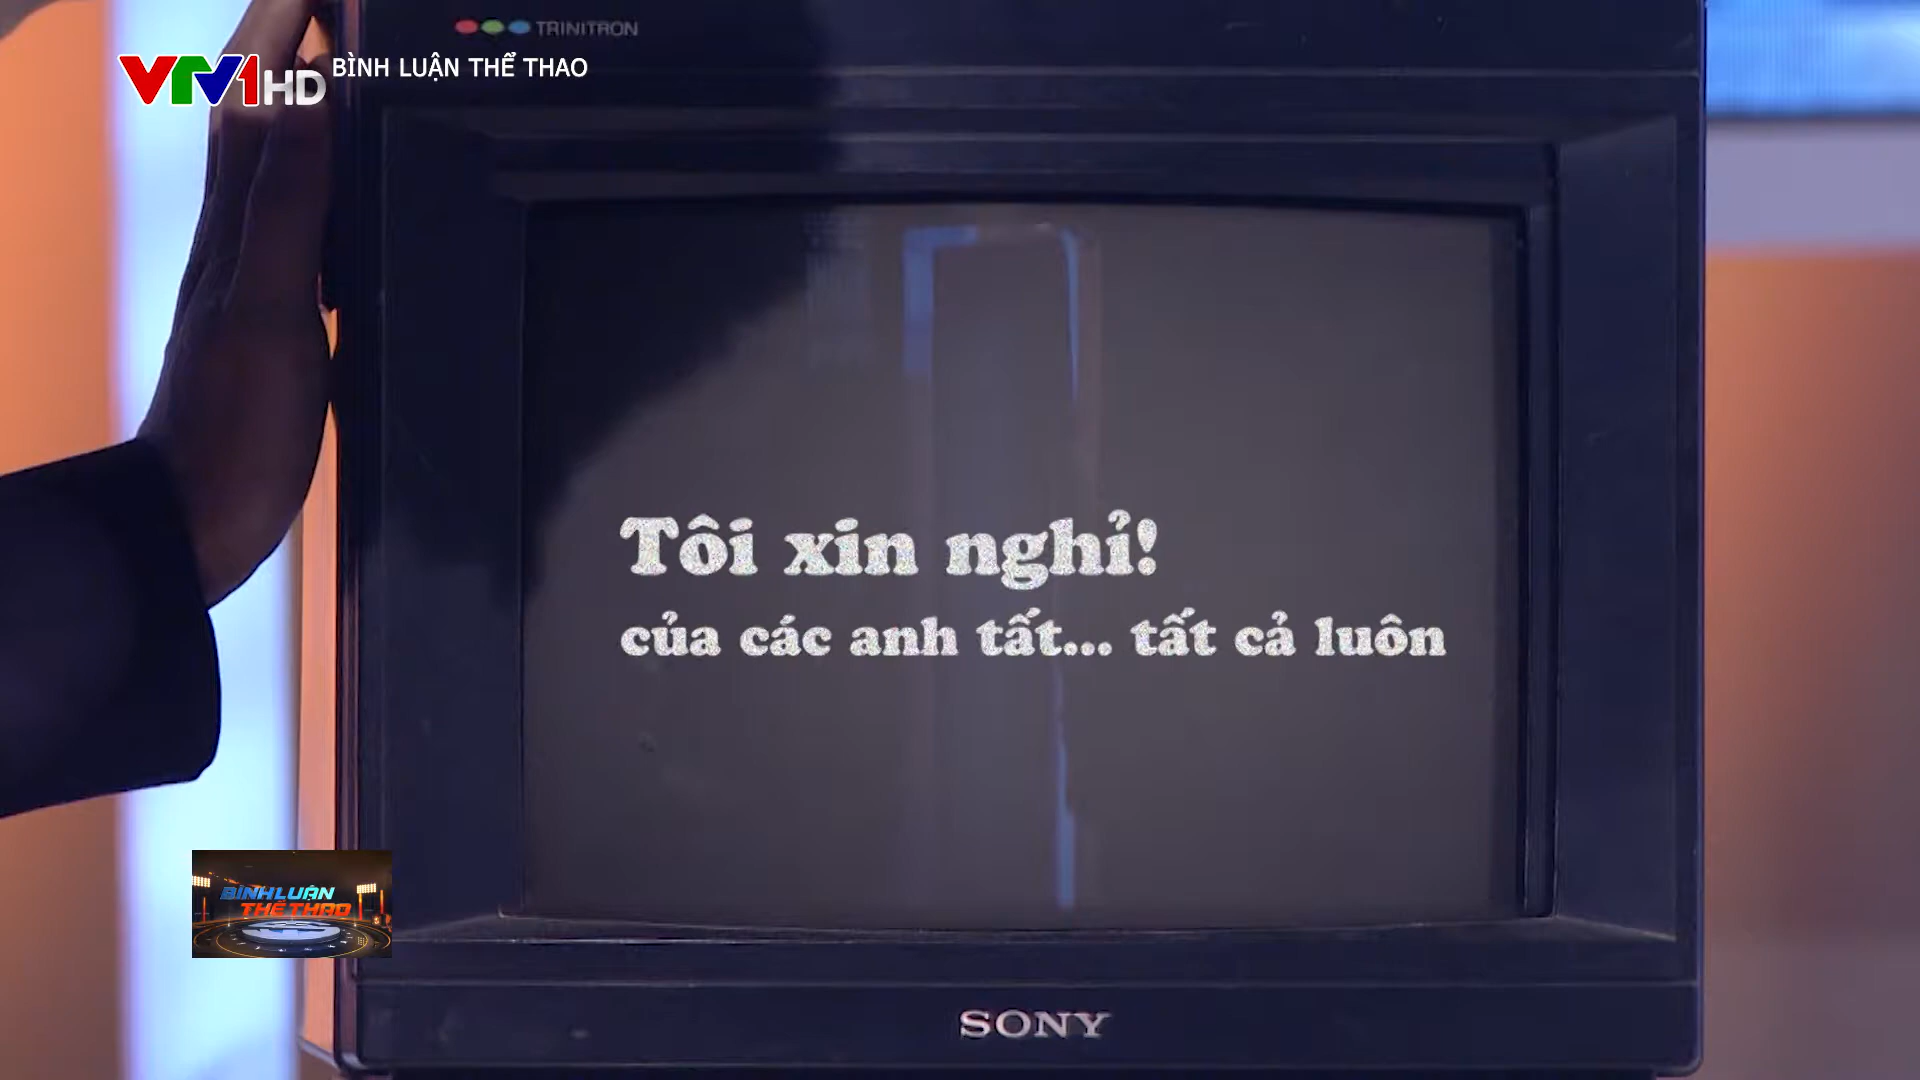 TRINITRON
VTV1HD
BÌNH LUẬN THỂ THAO
Tôi xin nghỉ!
của các anh tất... tất cả luôn
BÌNH LUẬN
THỂ THAO
SONY